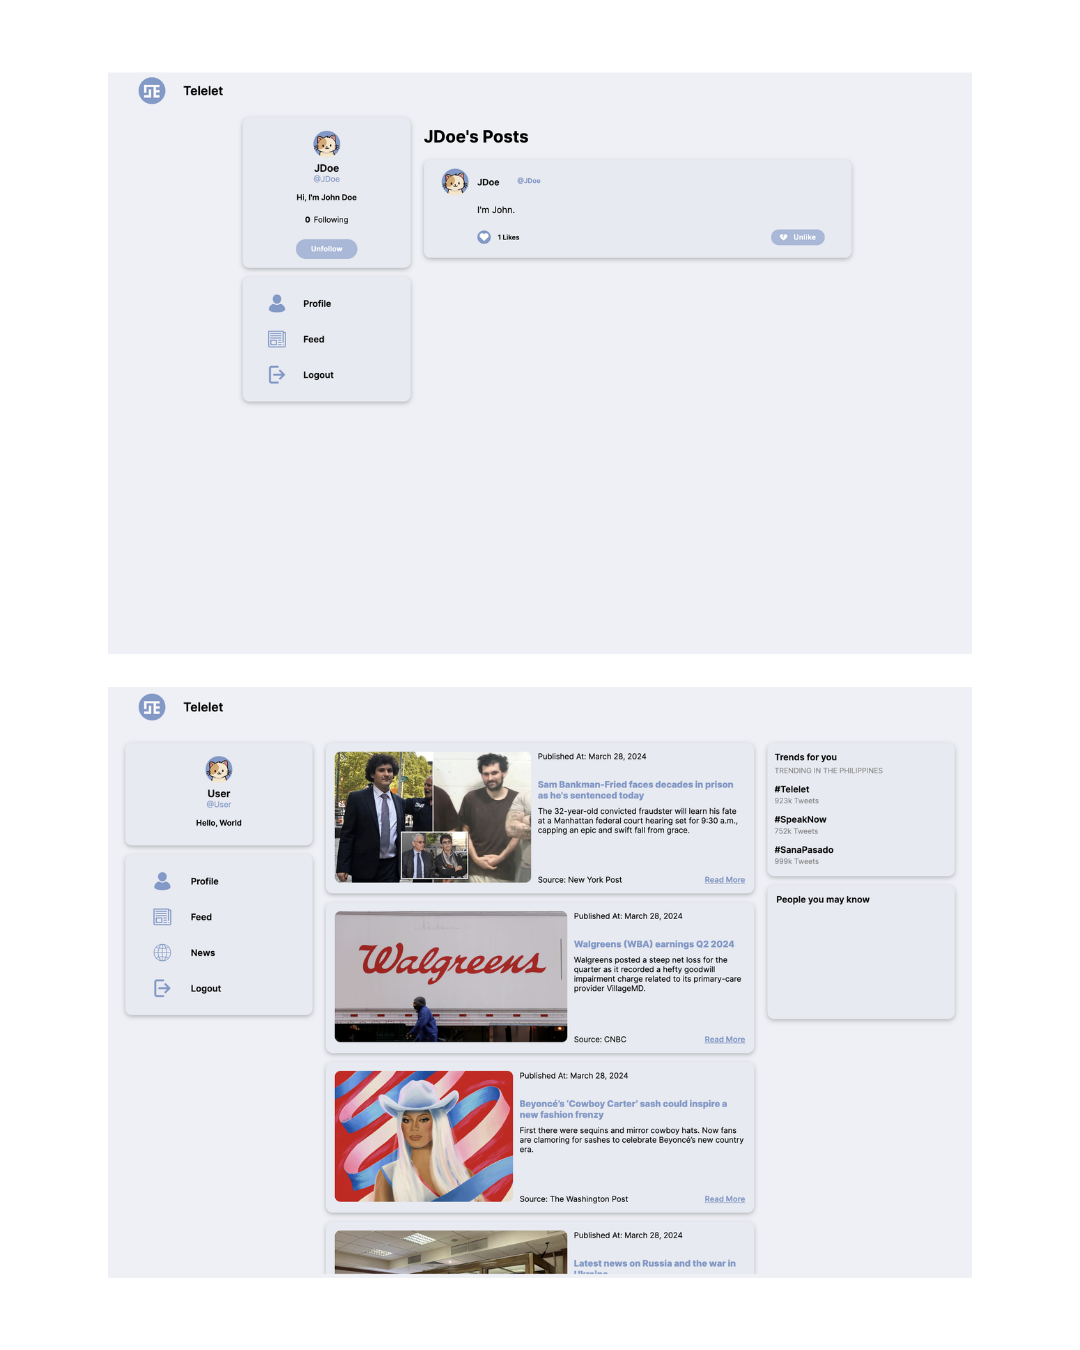 Telelet
JDoe
@JDoe
Hi, I'm John Doe
0 Following
Unfollow
Profile
Feed
Logout
JDoe's Posts
JDoe @JDoe
I'm John.
1 Likes
Unlike
Telelet
User
@User
Hello, World
Profile
Feed
News
Logout
Published At: March 28, 2024
Sam Bankman-Fried faces decades in prison
as he's sentenced today
The 32-year-old convicted fraudster will learn his fate
at a Manhattan federal court hearing set for 9:30 a.m.,
capping an epic and swift fall from grace.
Source: New York Post
Read More
Walgreens
Published At: March 28, 2024
Walgreens (WBA) earnings Q2 2024
Walgreens posted a steep net loss for the
quarter as it recorded a hefty goodwill
impairment charge related to its primary-care
provider VillageMD.
Source: CNBC
Read More
Published At: March 28, 2024
Beyoncé's 'Cowboy Carter' sash could inspire a
new fashion frenzy
First there were sequins and mirror cowboy hats. Now fans
are clamoring for sashes to celebrate Beyoncé's new country
era.
Source: The Washington Post
Read More
Published At: March 28, 2024
Latest news on Russia and the war in
Ukraine
Trends for you
TRENDING IN THE PHILIPPINES
#Telelet
923k Tweets
#SpeakNow
752k Tweets
#SanaPasado
999k Tweets
People you may know